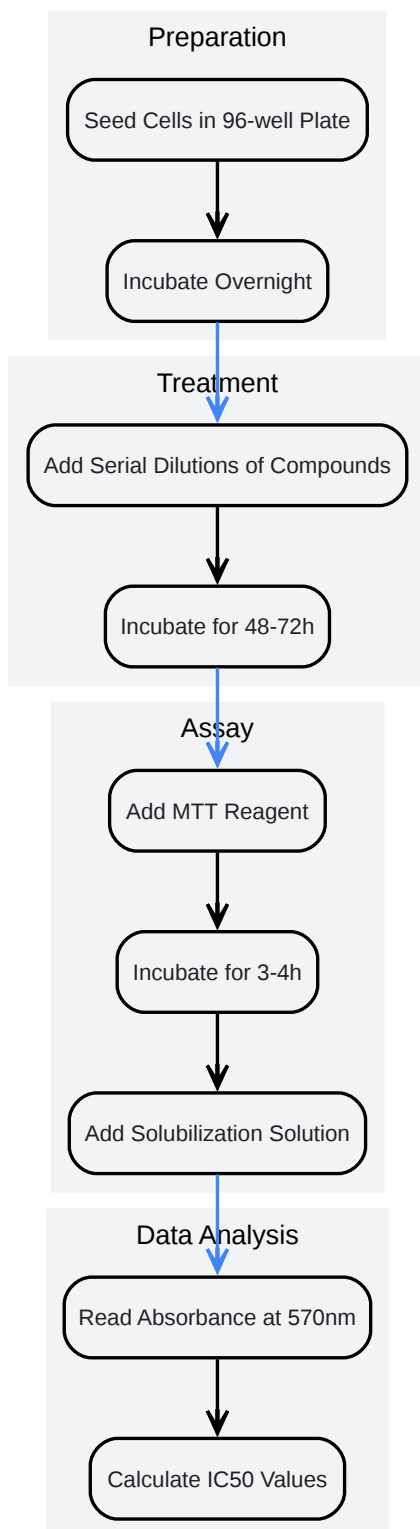 Preparation
Seed Cells in 96-well Plate
Incubate Overnight
Treatment
Add Serial Dilutions of Compounds
Incubate for 48-72h
Assay
Add MTT Reagent
Incubate for 3-4h
Add Solubilization Solution
Data Analysis
Read Absorbance at 570nm
Calculate IC50 Values